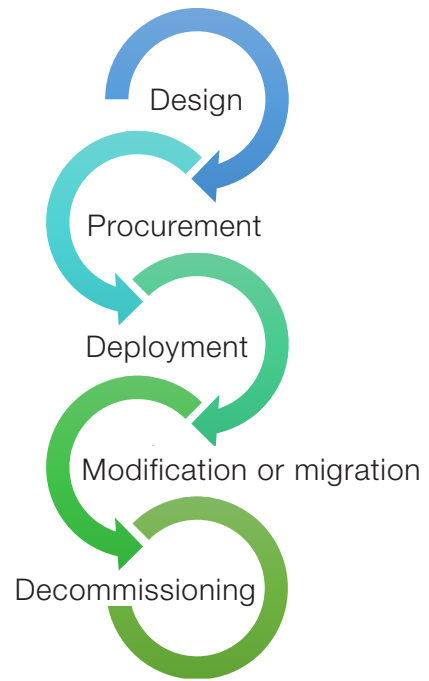 Design
Procurement
Deployment
Modification or migration
Decommissioning